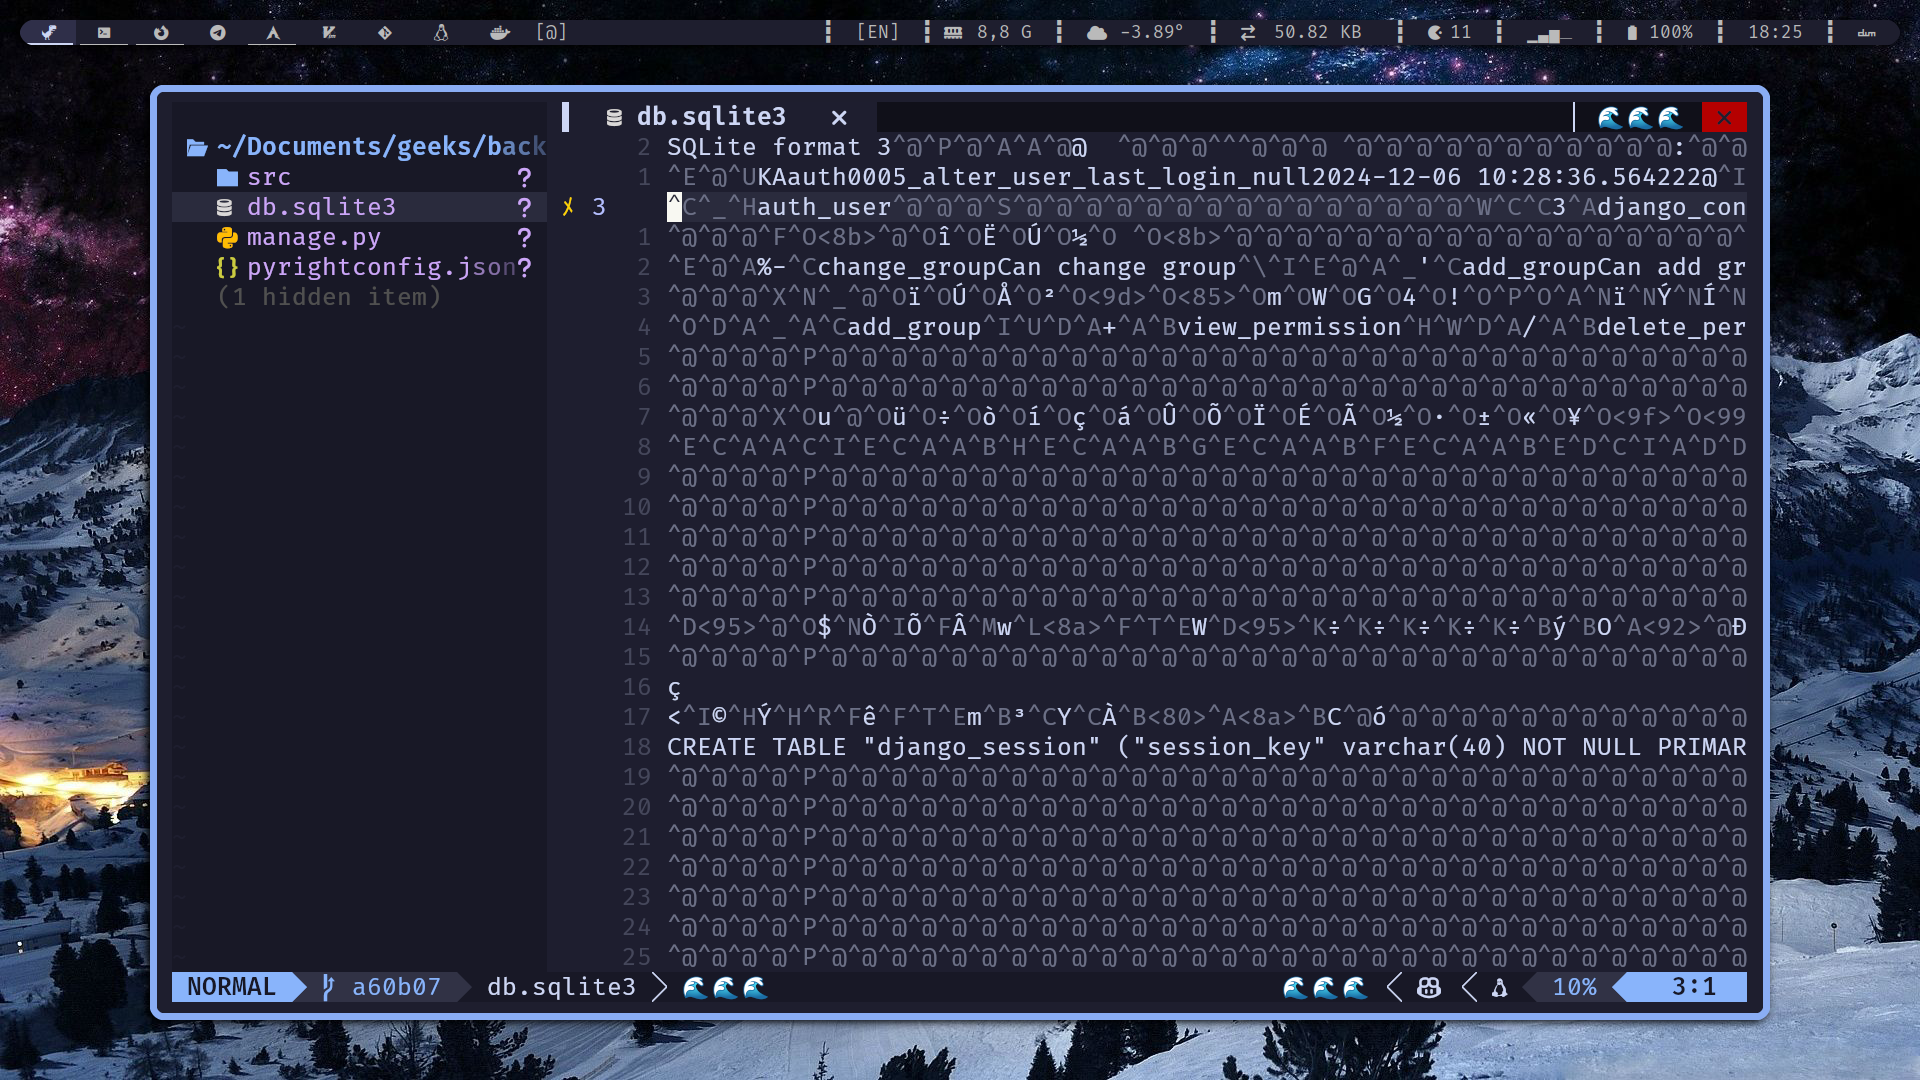 [@] [EN] 8,8 G -3.89° 50.82 KB 11 100% 18:25
db.sqlite3
~/Documents/geeks/back
src ?
db.sqlite3 ?
manage.py ?
pyrightconfig.json?
(1 hidden item)
2 SQLite format 3^@^P^@^A^A^@@  ^@^@^@^^^@^@^@ ^@^@^@^@^@^@^@^@^@^@^@:^@^@
1 ^E^@^UKAauth0005_alter_user_last_login_null2024-12-06 10:28:36.564222@^I
3 ^C^_^Hauth_user^@^@^@^S^@^@^@^@^@^@^@^@^@^@^@^@^@^@^@^W^C^C3^Adjango_con
1 ^@^@^@^F^O<8b>^@^Oî^OË^OÚ^O½^O ^O<8b>^@^@^@^@^@^@^@^@^@^@^@^@^@^@^@^@^@^
2 ^E^@^A%-^Cchange_groupCan change group^\^I^E^@^A^_'^Cadd_groupCan add gr
3 ^@^@^@^X^N^_^@^Oï^OÚ^OÅ^O²^O<9d>^O<85>^Om^OW^OG^O4^O!^O^P^O^A^Nï^NÝ^NÍ^N
4 ^O^D^A^_^A^Cadd_group^I^U^D^A+^A^Bview_permission^H^W^D^A/^A^Bdelete_per
5 ^@^@^@^@^P^@^@^@^@^@^@^@^@^@^@^@^@^@^@^@^@^@^@^@^@^@^@^@^@^@^@^@^@^@^@^@
6 ^@^@^@^@^P^@^@^@^@^@^@^@^@^@^@^@^@^@^@^@^@^@^@^@^@^@^@^@^@^@^@^@^@^@^@^@
7 ^@^@^@^X^Ou^@^Oü^O÷^Oò^Oí^Oç^Oá^OÛ^OÕ^OÏ^OÉ^OÃ^O½^O·^O±^O«^O¥^O<9f>^O<99
8 ^E^C^A^A^C^I^E^C^A^A^B^H^E^C^A^A^B^G^E^C^A^A^B^F^E^C^A^A^B^E^D^C^I^A^D^D
9 ^@^@^@^@^P^@^@^@^@^@^@^@^@^@^@^@^@^@^@^@^@^@^@^@^@^@^@^@^@^@^@^@^@^@^@^@
10 ^@^@^@^@^P^@^@^@^@^@^@^@^@^@^@^@^@^@^@^@^@^@^@^@^@^@^@^@^@^@^@^@^@^@^@^@
11 ^@^@^@^@^P^@^@^@^@^@^@^@^@^@^@^@^@^@^@^@^@^@^@^@^@^@^@^@^@^@^@^@^@^@^@^@
12 ^@^@^@^@^P^@^@^@^@^@^@^@^@^@^@^@^@^@^@^@^@^@^@^@^@^@^@^@^@^@^@^@^@^@^@^@
13 ^@^@^@^@^P^@^@^@^@^@^@^@^@^@^@^@^@^@^@^@^@^@^@^@^@^@^@^@^@^@^@^@^@^@^@^@
14 ^D<95>^@^O$^NÒ^IÕ^FÂ^Mw^L<8a>^F^T^EW^D<95>^K÷^K÷^K÷^K÷^K÷^Bý^BO^A<92>^@Ð
15 ^@^@^@^@^P^@^@^@^@^@^@^@^@^@^@^@^@^@^@^@^@^@^@^@^@^@^@^@^@^@^@^@^@^@^@^@
16 ç
17 <^I©^HÝ^H^R^Fê^F^T^Em^B³^CY^CÀ^B<80>^A<8a>^BC^@ó^@^@^@^@^@^@^@^@^@^@^@^@
18 CREATE TABLE "django_session" ("session_key" varchar(40) NOT NULL PRIMAR
19 ^@^@^@^@^P^@^@^@^@^@^@^@^@^@^@^@^@^@^@^@^@^@^@^@^@^@^@^@^@^@^@^@^@^@^@^@
20 ^@^@^@^@^P^@^@^@^@^@^@^@^@^@^@^@^@^@^@^@^@^@^@^@^@^@^@^@^@^@^@^@^@^@^@^@
21 ^@^@^@^@^P^@^@^@^@^@^@^@^@^@^@^@^@^@^@^@^@^@^@^@^@^@^@^@^@^@^@^@^@^@^@^@
22 ^@^@^@^@^P^@^@^@^@^@^@^@^@^@^@^@^@^@^@^@^@^@^@^@^@^@^@^@^@^@^@^@^@^@^@^@
23 ^@^@^@^@^P^@^@^@^@^@^@^@^@^@^@^@^@^@^@^@^@^@^@^@^@^@^@^@^@^@^@^@^@^@^@^@
24 ^@^@^@^@^P^@^@^@^@^@^@^@^@^@^@^@^@^@^@^@^@^@^@^@^@^@^@^@^@^@^@^@^@^@^@^@
25 ^@^@^@^@^P^@^@^@^@^@^@^@^@^@^@^@^@^@^@^@^@^@^@^@^@^@^@^@^@^@^@^@^@^@^@^@
NORMAL a60b07 db.sqlite3 10% 3:1